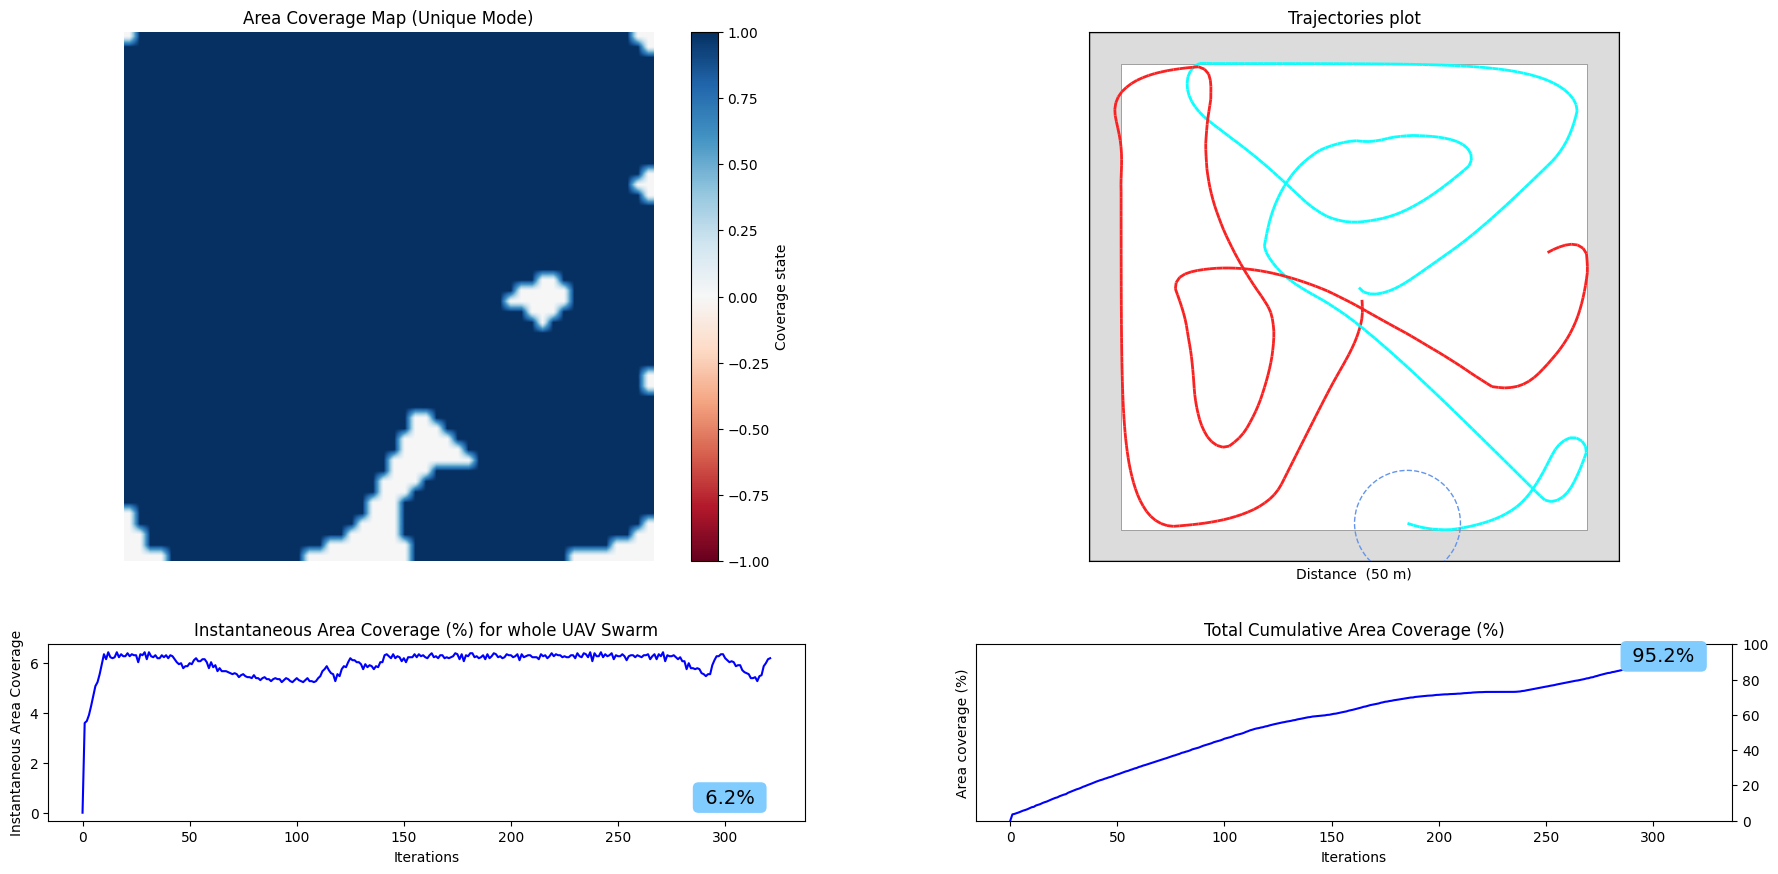 Area Coverage Map (Unique Mode)
1.00
0.75
0.50
0.25
0.00
−0.25
−0.50
−0.75
−1.00
Coverage state
Trajectories plot
Distance  (50 m)
Instantaneous Area Coverage (%) for whole UAV Swarm
Instantaneous Area Coverage
6
4
2
0
6.2%
0 50 100 150 200 250 300
Iterations
Total Cumulative Area Coverage (%)
Area coverage (%)
95.2%
100
80
60
40
20
0
0 50 100 150 200 250 300
Iterations